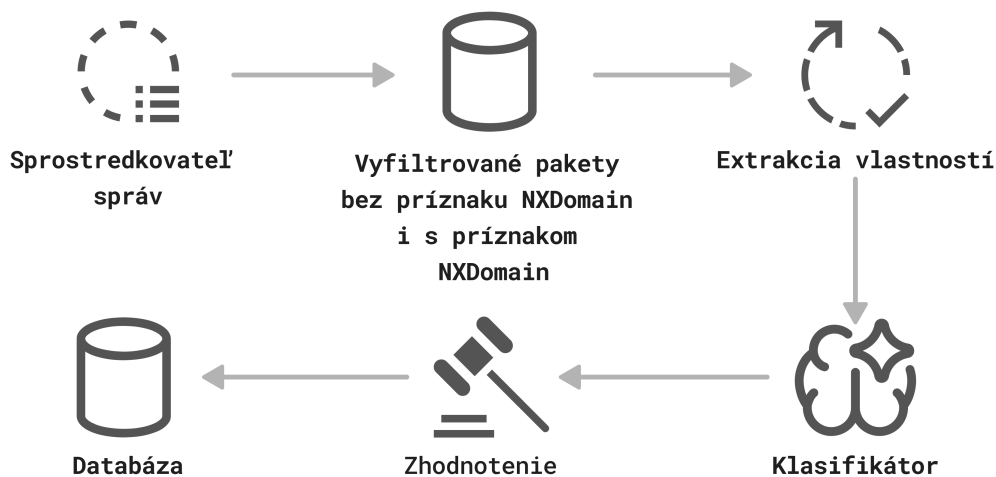 Sprostredkovateľ
správ
Vyfiltrované pakety
bez príznaku NXDomain
i s príznakom
NXDomain
Extrakcia vlastností
Databáza
Zhodnotenie
Klasifikátor